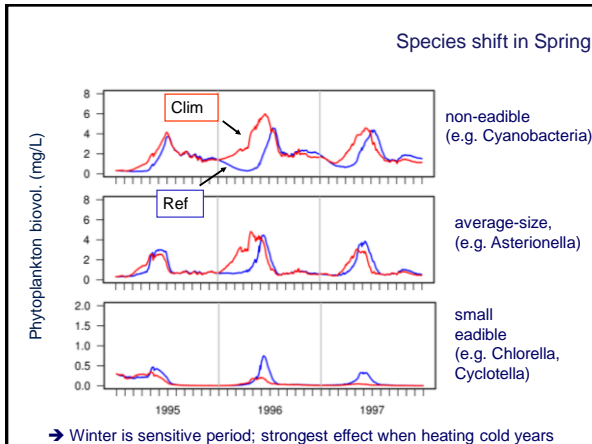 Species shift in Spring
Phytoplankton biovol. (mg/L)
8
6
4
2
0
Clim
Ref
non-eadible
(e.g. Cyanobacteria)
8
6
4
2
0
average-size,
(e.g. Asterionella)
2.0
1.5
1.0
0.5
0.0
small
eadible
(e.g. Chlorella,
Cyclotella)
1995
1996
1997
➔ Winter is sensitive period; strongest effect when heating cold years